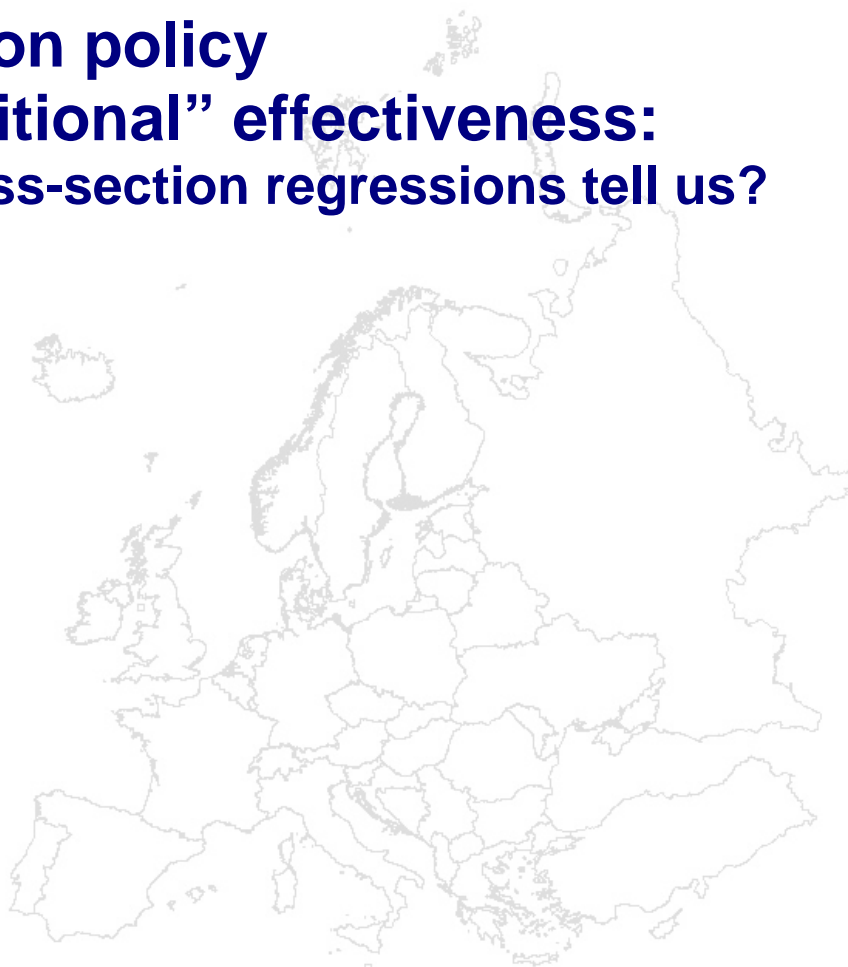 on policy
itional” effectiveness:
ss-section regressions tell us?